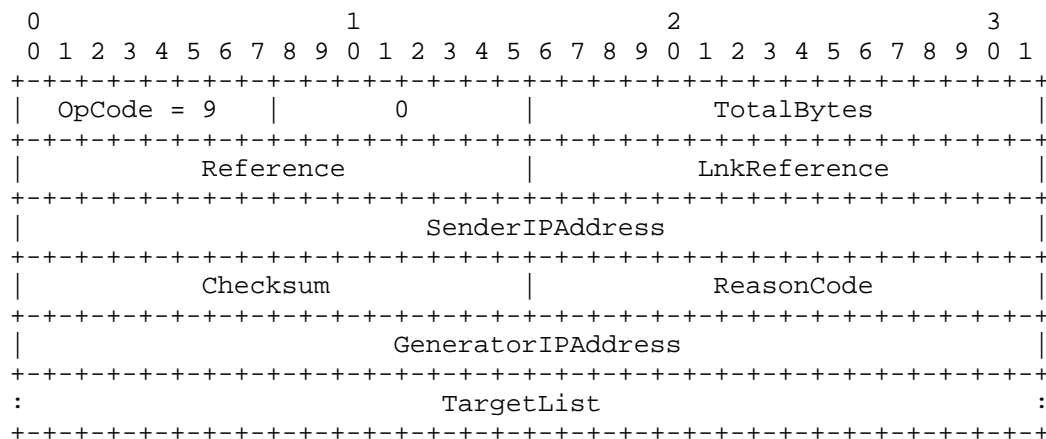 0                   1                   2                   3
 0 1 2 3 4 5 6 7 8 9 0 1 2 3 4 5 6 7 8 9 0 1 2 3 4 5 6 7 8 9 0 1
+-+-+-+-+-+-+-+-+-+-+-+-+-+-+-+-+-+-+-+-+-+-+-+-+-+-+-+-+-+-+-+-+
|  OpCode = 9   |       0       |           TotalBytes          |
+-+-+-+-+-+-+-+-+-+-+-+-+-+-+-+-+-+-+-+-+-+-+-+-+-+-+-+-+-+-+-+-+
|           Reference           |          LnkReference         |
+-+-+-+-+-+-+-+-+-+-+-+-+-+-+-+-+-+-+-+-+-+-+-+-+-+-+-+-+-+-+-+-+
|                         SenderIPAddress                       |
+-+-+-+-+-+-+-+-+-+-+-+-+-+-+-+-+-+-+-+-+-+-+-+-+-+-+-+-+-+-+-+-+
|           Checksum            |           ReasonCode          |
+-+-+-+-+-+-+-+-+-+-+-+-+-+-+-+-+-+-+-+-+-+-+-+-+-+-+-+-+-+-+-+-+
|                       GeneratorIPAddress                      |
+-+-+-+-+-+-+-+-+-+-+-+-+-+-+-+-+-+-+-+-+-+-+-+-+-+-+-+-+-+-+-+-+
:                          TargetList                           :
+-+-+-+-+-+-+-+-+-+-+-+-+-+-+-+-+-+-+-+-+-+-+-+-+-+-+-+-+-+-+-+-+